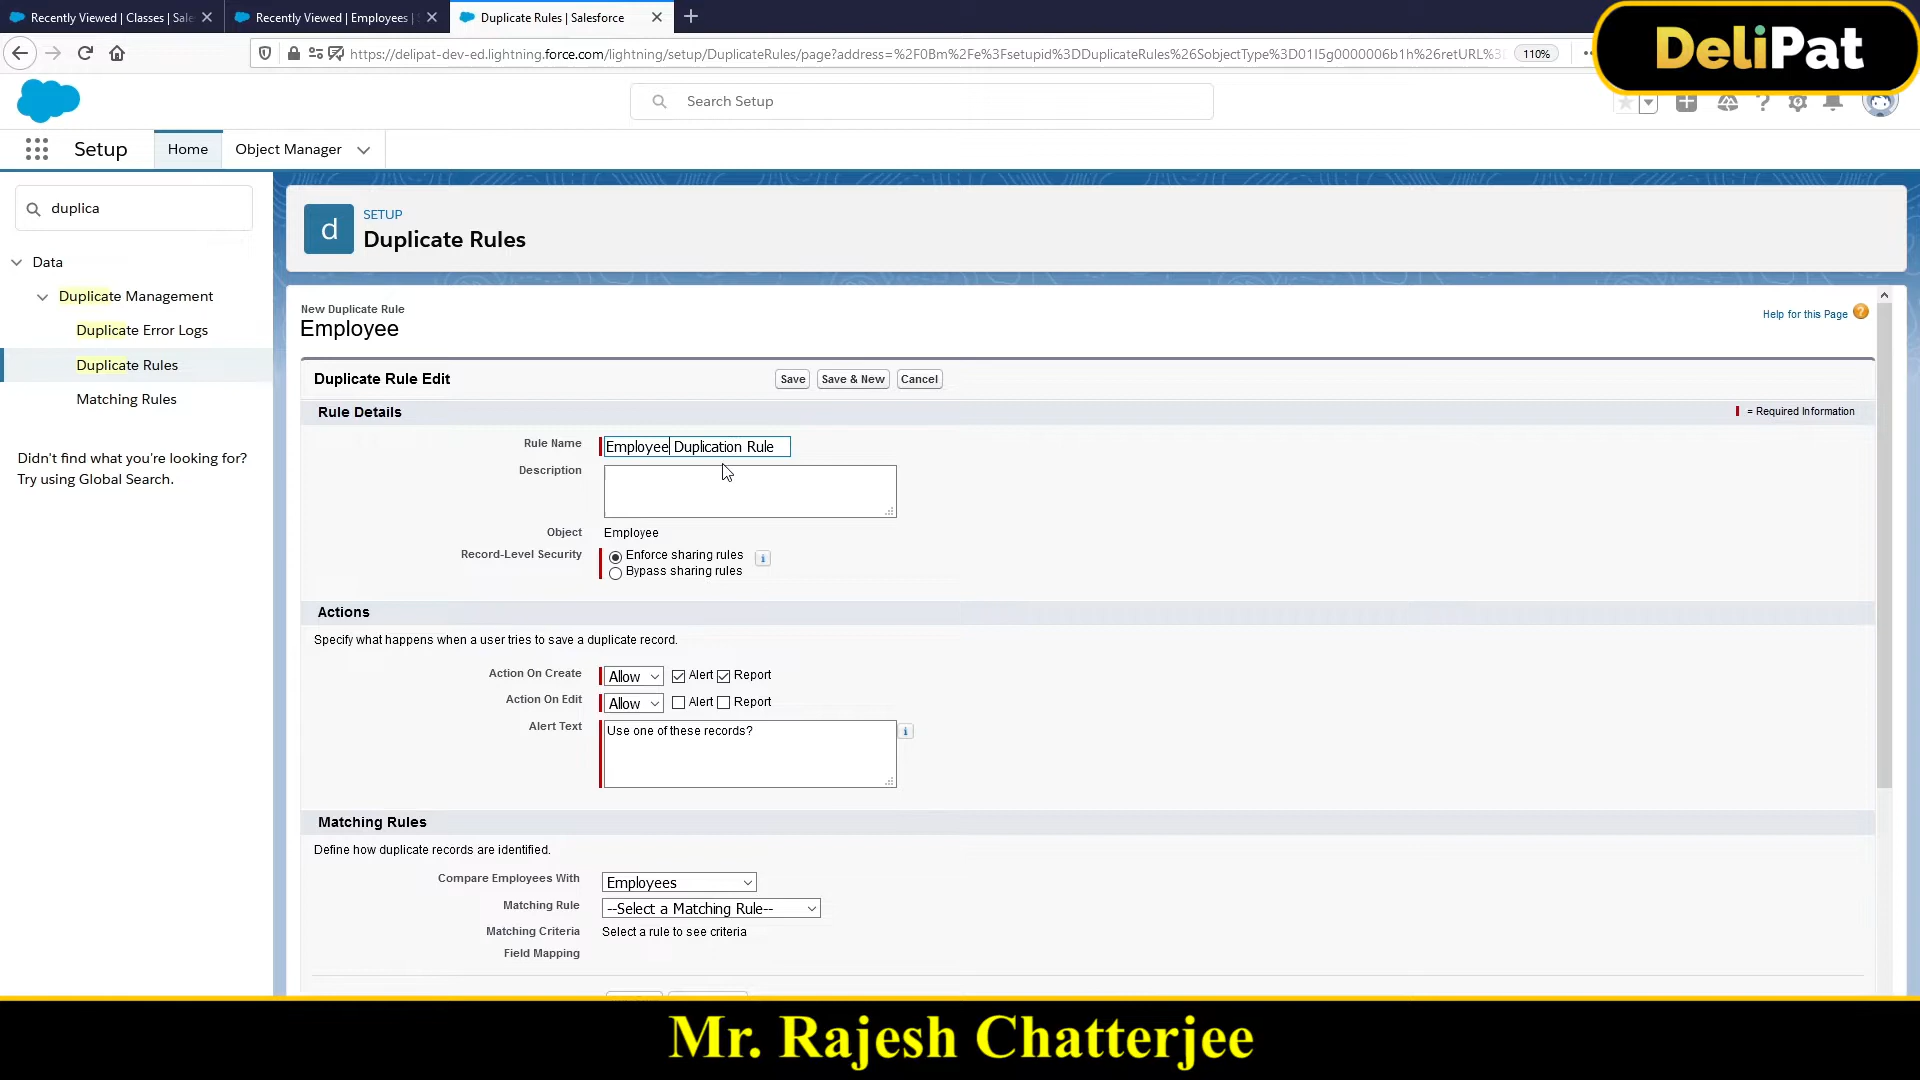 Recently Viewed | Classes | Sale
Recently Viewed | Employees |
Duplicate Rules | Salesforce
https://delipat-dev-ed.lightning.force.com/lightning/setup/DuplicateRules/page?address=%2F0Bm%2Fe%3Fsetupid%3DDuplicateRules%26SobjectType%3D01I5g0000006b1h%26retURL%3
110%
DeliPat
Search Setup
Setup
Home
Object Manager
duplica
Data
Duplicate Management
Duplicate Error Logs
Duplicate Rules
Matching Rules
Didn't find what you're looking for?
Try using Global Search.
d
SETUP
Duplicate Rules
New Duplicate Rule
Employee
Help for this Page ?
Duplicate Rule Edit
Save
Save & New
Cancel
Rule Details
= Required Information
Rule Name
Employee Duplication Rule
Description
Object
Employee
Record-Level Security
Enforce sharing rules
i
Bypass sharing rules
Actions
Specify what happens when a user tries to save a duplicate record.
Action On Create
Allow
Alert
Report
Action On Edit
Allow
Alert
Report
Alert Text
Use one of these records?
i
Matching Rules
Define how duplicate records are identified.
Compare Employees With
Employees
Matching Rule
--Select a Matching Rule--
Matching Criteria
Select a rule to see criteria
Field Mapping
Mr. Rajesh Chatterjee